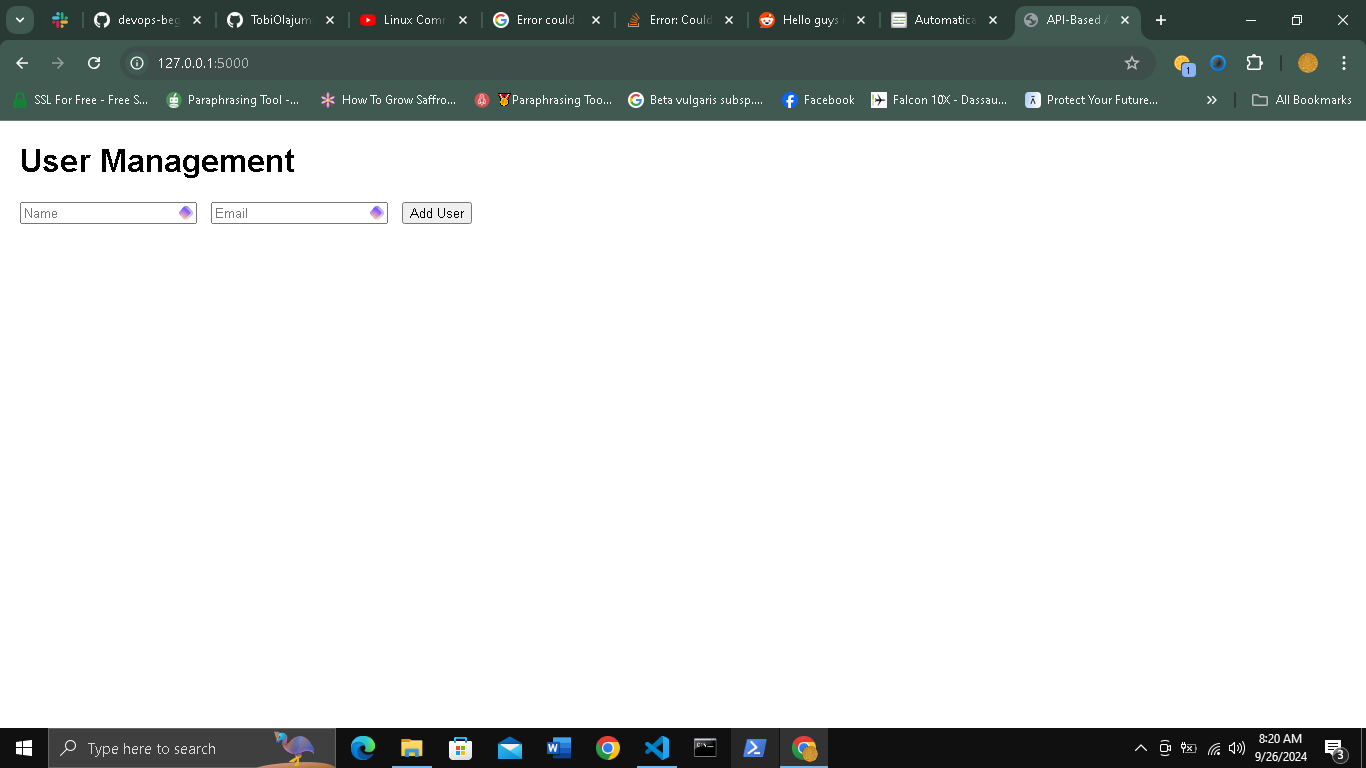 devops-beg
TobiOlajum
Linux Comm
Error could
Error: Could
Hello guys
Automatica
API-Based A
127.0.0.1:5000
1
SSL For Free - Free S...
Paraphrasing Tool -...
How To Grow Saffro...
Paraphrasing Too...
Beta vulgaris subsp....
Facebook
Falcon 10X - Dassau...
Protect Your Future...
All Bookmarks
User Management
Name
Email
Add User
Type here to search
8:20 AM
9/26/2024
3